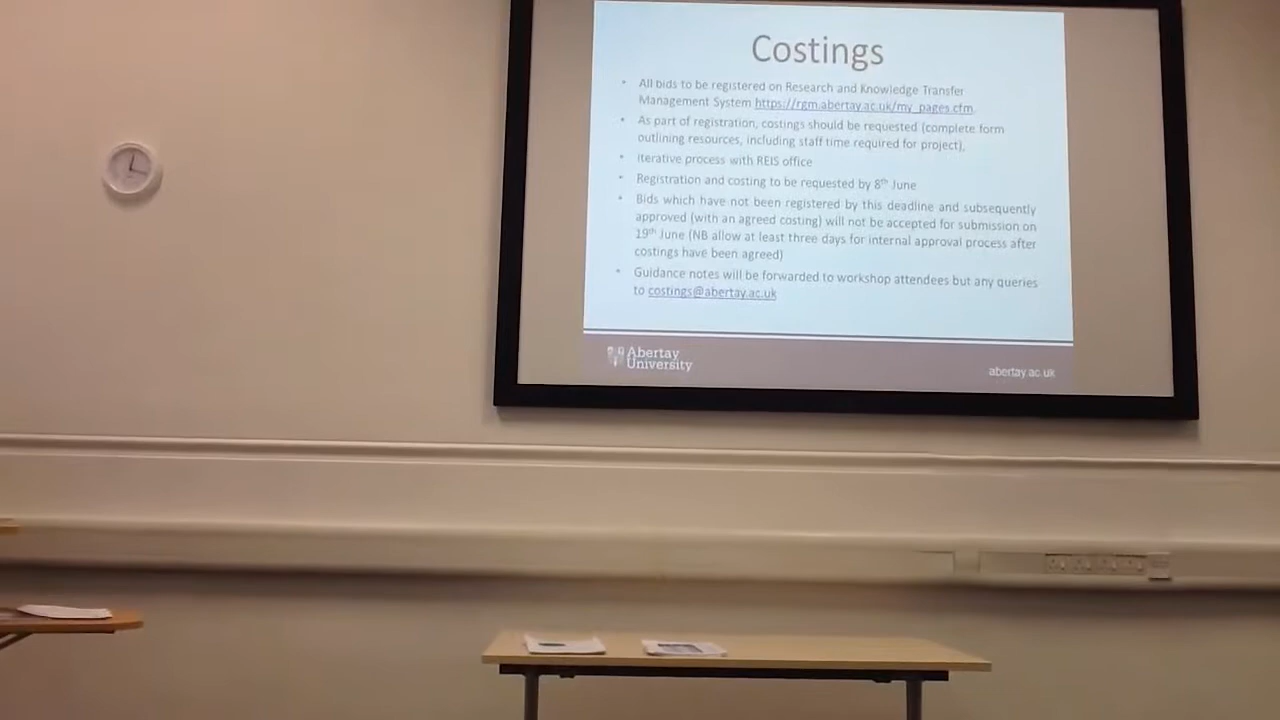 Costings
• All bids to be registered on Research and Knowledge Transfer
Management System https://rgm.abertay.ac.uk/my_pages.cfm.
• As part of registration, costings should be requested (complete form
outlining resources, including staff time required for project).
• Iterative process with REIS office
• Registration and costing to be requested by 8th June
• Bids which have not been registered by this deadline and subsequently
approved (with an agreed costing) will not be accepted for submission on
19th June (NB allow at least three days for internal approval process after
costings have been agreed)
• Guidance notes will be forwarded to workshop attendees but any queries
to costings@abertay.ac.uk
Abertay
University
abertay.ac.uk